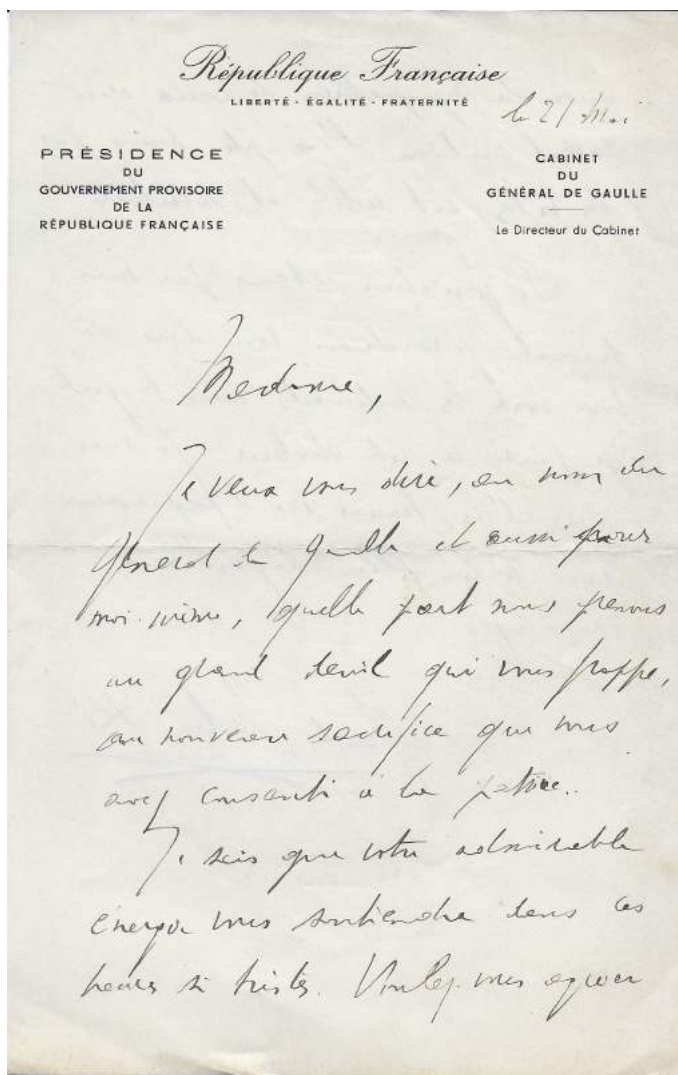 République Française
LIBERTÉ - ÉGALITÉ - FRATERNITÉ
le 21 Mai
PRÉSIDENCE
DU
GOUVERNEMENT PROVISOIRE
DE LA
RÉPUBLIQUE FRANÇAISE
CABINET
DU
GÉNÉRAL DE GAULLE
Le Directeur du Cabinet
Madame,
Je veux vous dire, au nom du
Général de Gaulle et aussi pour
moi-même, quelle part nous prenons
au grand deuil qui vous frappe,
au nouveau sacrifice que vous
avez consenti à la patrie..
Je sais que votre admirable
énergie vous soutiendra dans ces
heures si tristes. Voulez-vous agréer